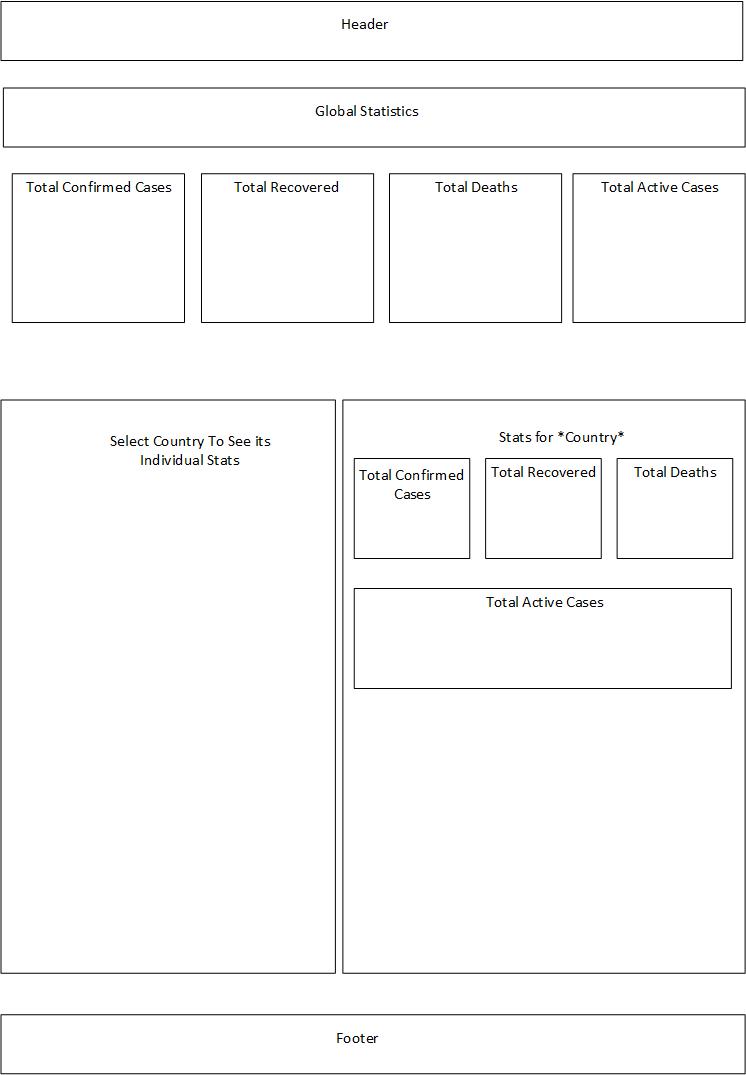 Header
Global Statistics
Total Confirmed Cases
Total Recovered
Total Deaths
Total Active Cases
Select Country To See its
Individual Stats
Stats for *Country*
Total Confirmed
Cases
Total Recovered
Total Deaths
Total Active Cases
Footer